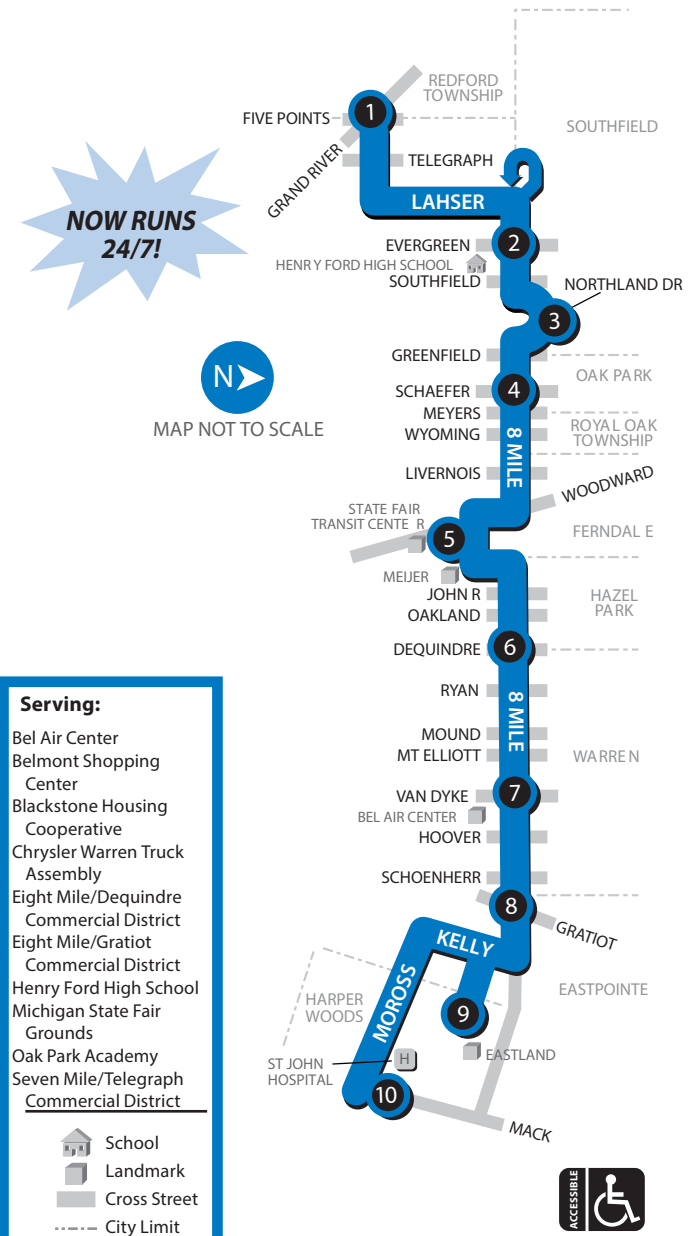 REDFORD
TOWNSHIP
1
FIVE POINTS
SOUTHFIELD
GRAND RIVER
TELEGRAPH
LAHSER
NOW RUNS
24/7!
EVERGREEN
2
HENR Y FORD HIGH SCHOOL
SOUTHFIELD
NORTHLAND DR
3
N
MAP NOT TO SCALE
GREENFIELD
OAK PARK
SCHAEFER
4
MEYERS
WYOMING
ROYAL OAK
TOWNSHIP
8 MILE
LIVERNOIS
WOODWARD
STATE FAIR
TRANSIT CENTE R
5
FERNDAL E
MEIJER
JOHN R
HAZEL
PARK
OAKLAND
DEQUINDRE
6
RYAN
8 MILE
MOUND
MT ELLIOTT
WARREN
VAN DYKE
7
BEL AIR CENTER
HOOVER
SCHOENHERR
8
GRATIOT
KELLY
EASTPOINTE
MOROSS
HARPER
WOODS
9
EASTLAND
ST JOHN
HOSPITAL
H
10
MACK
Serving:
Bel Air Center
Belmont Shopping
Center
Blackstone Housing
Cooperative
Chrysler Warren Truck
Assembly
Eight Mile/Dequindre
Commercial District
Eight Mile/Gratiot
Commercial District
Henry Ford High School
Michigan State Fair
Grounds
Oak Park Academy
Seven Mile/Telegraph
Commercial District
School
Landmark
Cross Street
City Limit
ACCESSIBLE